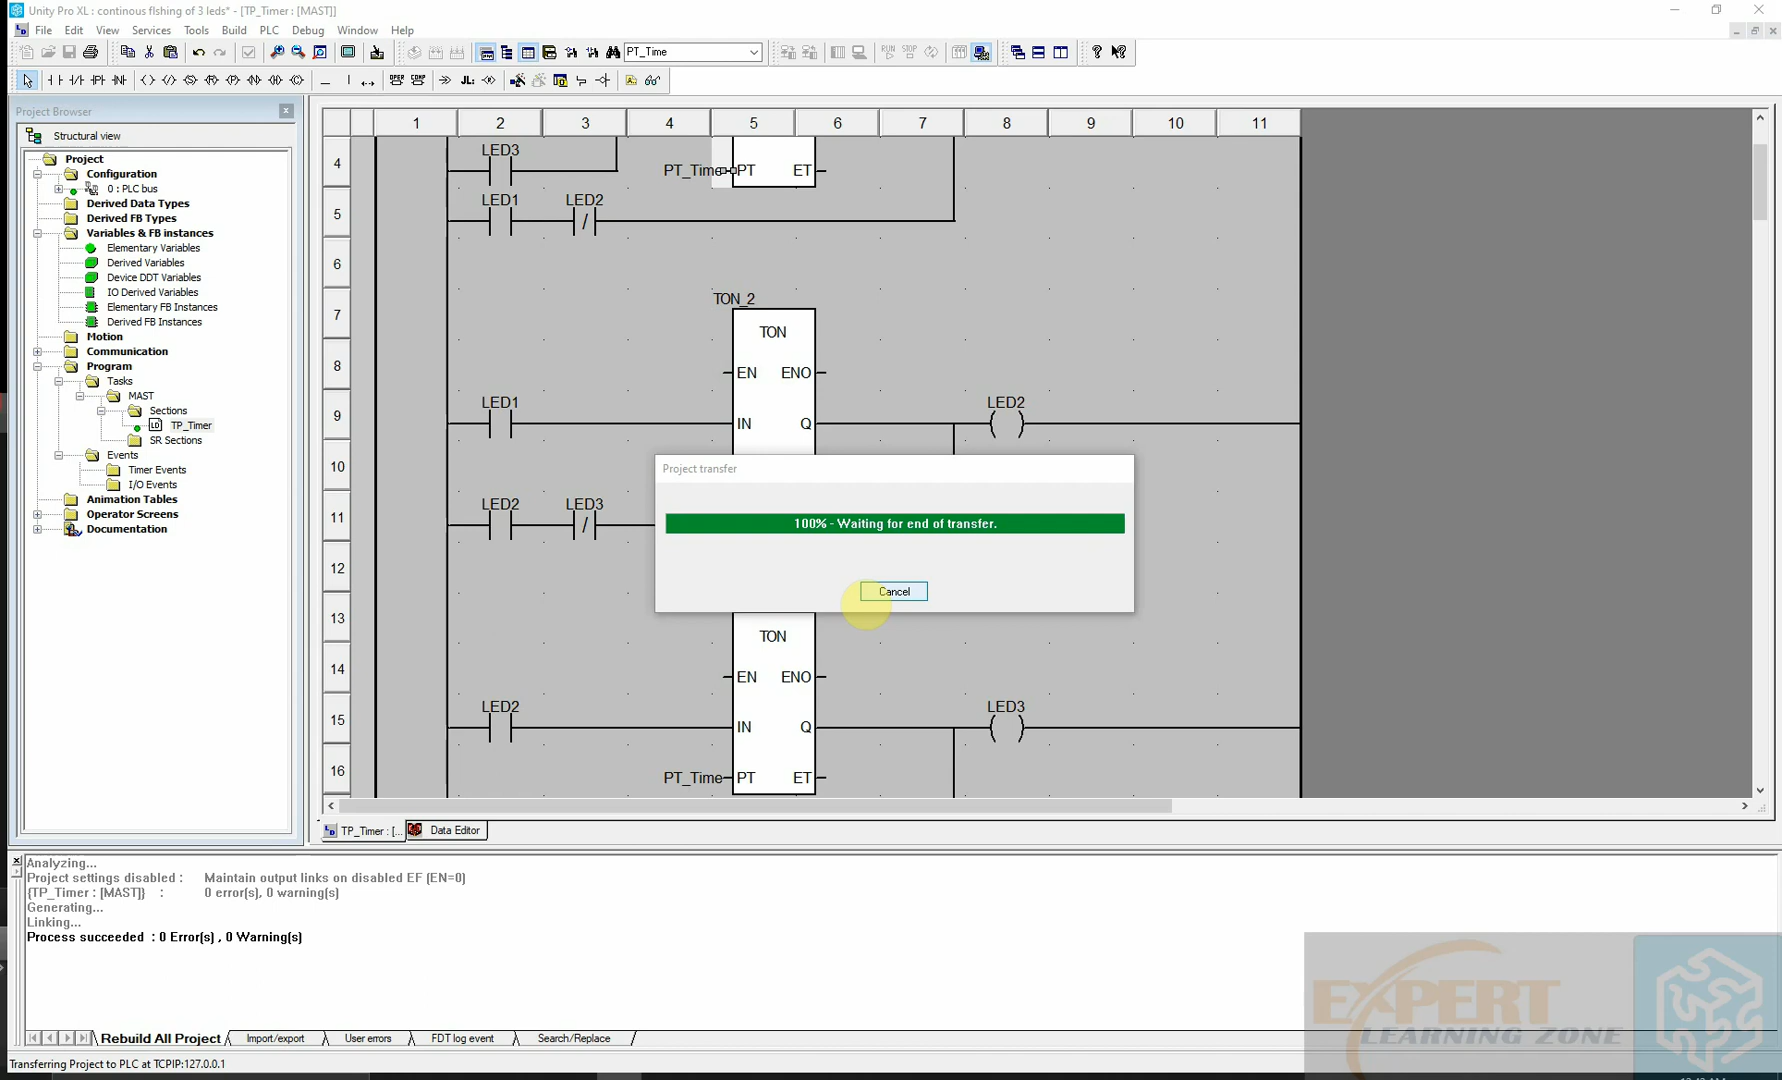 Unity Pro XL : continous flshing of 3 leds* - [TP_Timer : [MAST]]
File Edit View Services Tools Build PLC Debug Window Help
PT_Time
RUN STOP
OPER COMP
Project Browser
Structural view
Project
Configuration
0 : PLC bus
Derived Data Types
Derived FB Types
Variables & FB instances
Elementary Variables
Derived Variables
Device DDT Variables
IO Derived Variables
Elementary FB Instances
Derived FB Instances
Motion
Communication
Program
Tasks
MAST
Sections
TP_Timer
SR Sections
Events
Timer Events
I/O Events
Animation Tables
Operator Screens
Documentation
1 2 3 4 5 6 7 8 9 10 11
LED3
4 PT_Time PT ET
LED1 LED2
5
6
TON_2
7
TON
8 EN ENO
LED1 LED2
9 IN Q
10
LED2 LED3
11
12
13
TON
14 EN ENO
LED2 LED3
15 IN Q
16 PT_Time PT ET
Project transfer
100% - Waiting for end of transfer.
Cancel
TP_Timer : [... Data Editor
Analyzing...
Project settings disabled : Maintain output links on disabled EF (EN=0)
{TP_Timer : [MAST]} : 0 error(s), 0 warning(s)
Generating...
Linking...
Process succeeded : 0 Error(s) , 0 Warning(s)
Rebuild All Project Import/export User errors FDT log event Search/Replace
Transferring Project to PLC at TCPIP:127.0.0.1
EXPERT
LEARNING ZONE